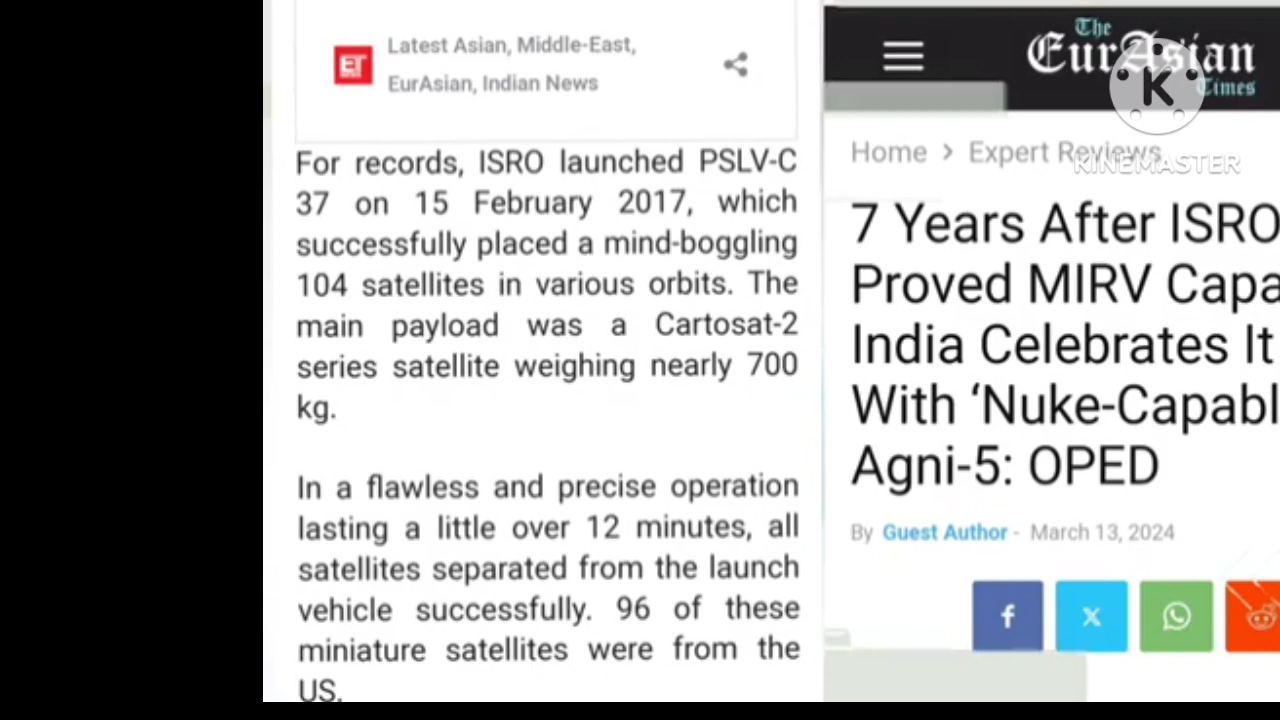 ET
Latest Asian, Middle-East,
EurAsian, Indian News
For records, ISRO launched PSLV-C
37 on 15 February 2017, which
successfully placed a mind-boggling
104 satellites in various orbits. The
main payload was a Cartosat-2
series satellite weighing nearly 700
kg.
In a flawless and precise operation
lasting a little over 12 minutes, all
satellites separated from the launch
vehicle successfully. 96 of these
miniature satellites were from the
US.
The
EurAsian
Times
K
KINEMASTER
Home > Expert Reviews
7 Years After ISRO
Proved MIRV Capa
India Celebrates It
With ‘Nuke-Capabl
Agni-5: OPED
By Guest Author - March 13, 2024